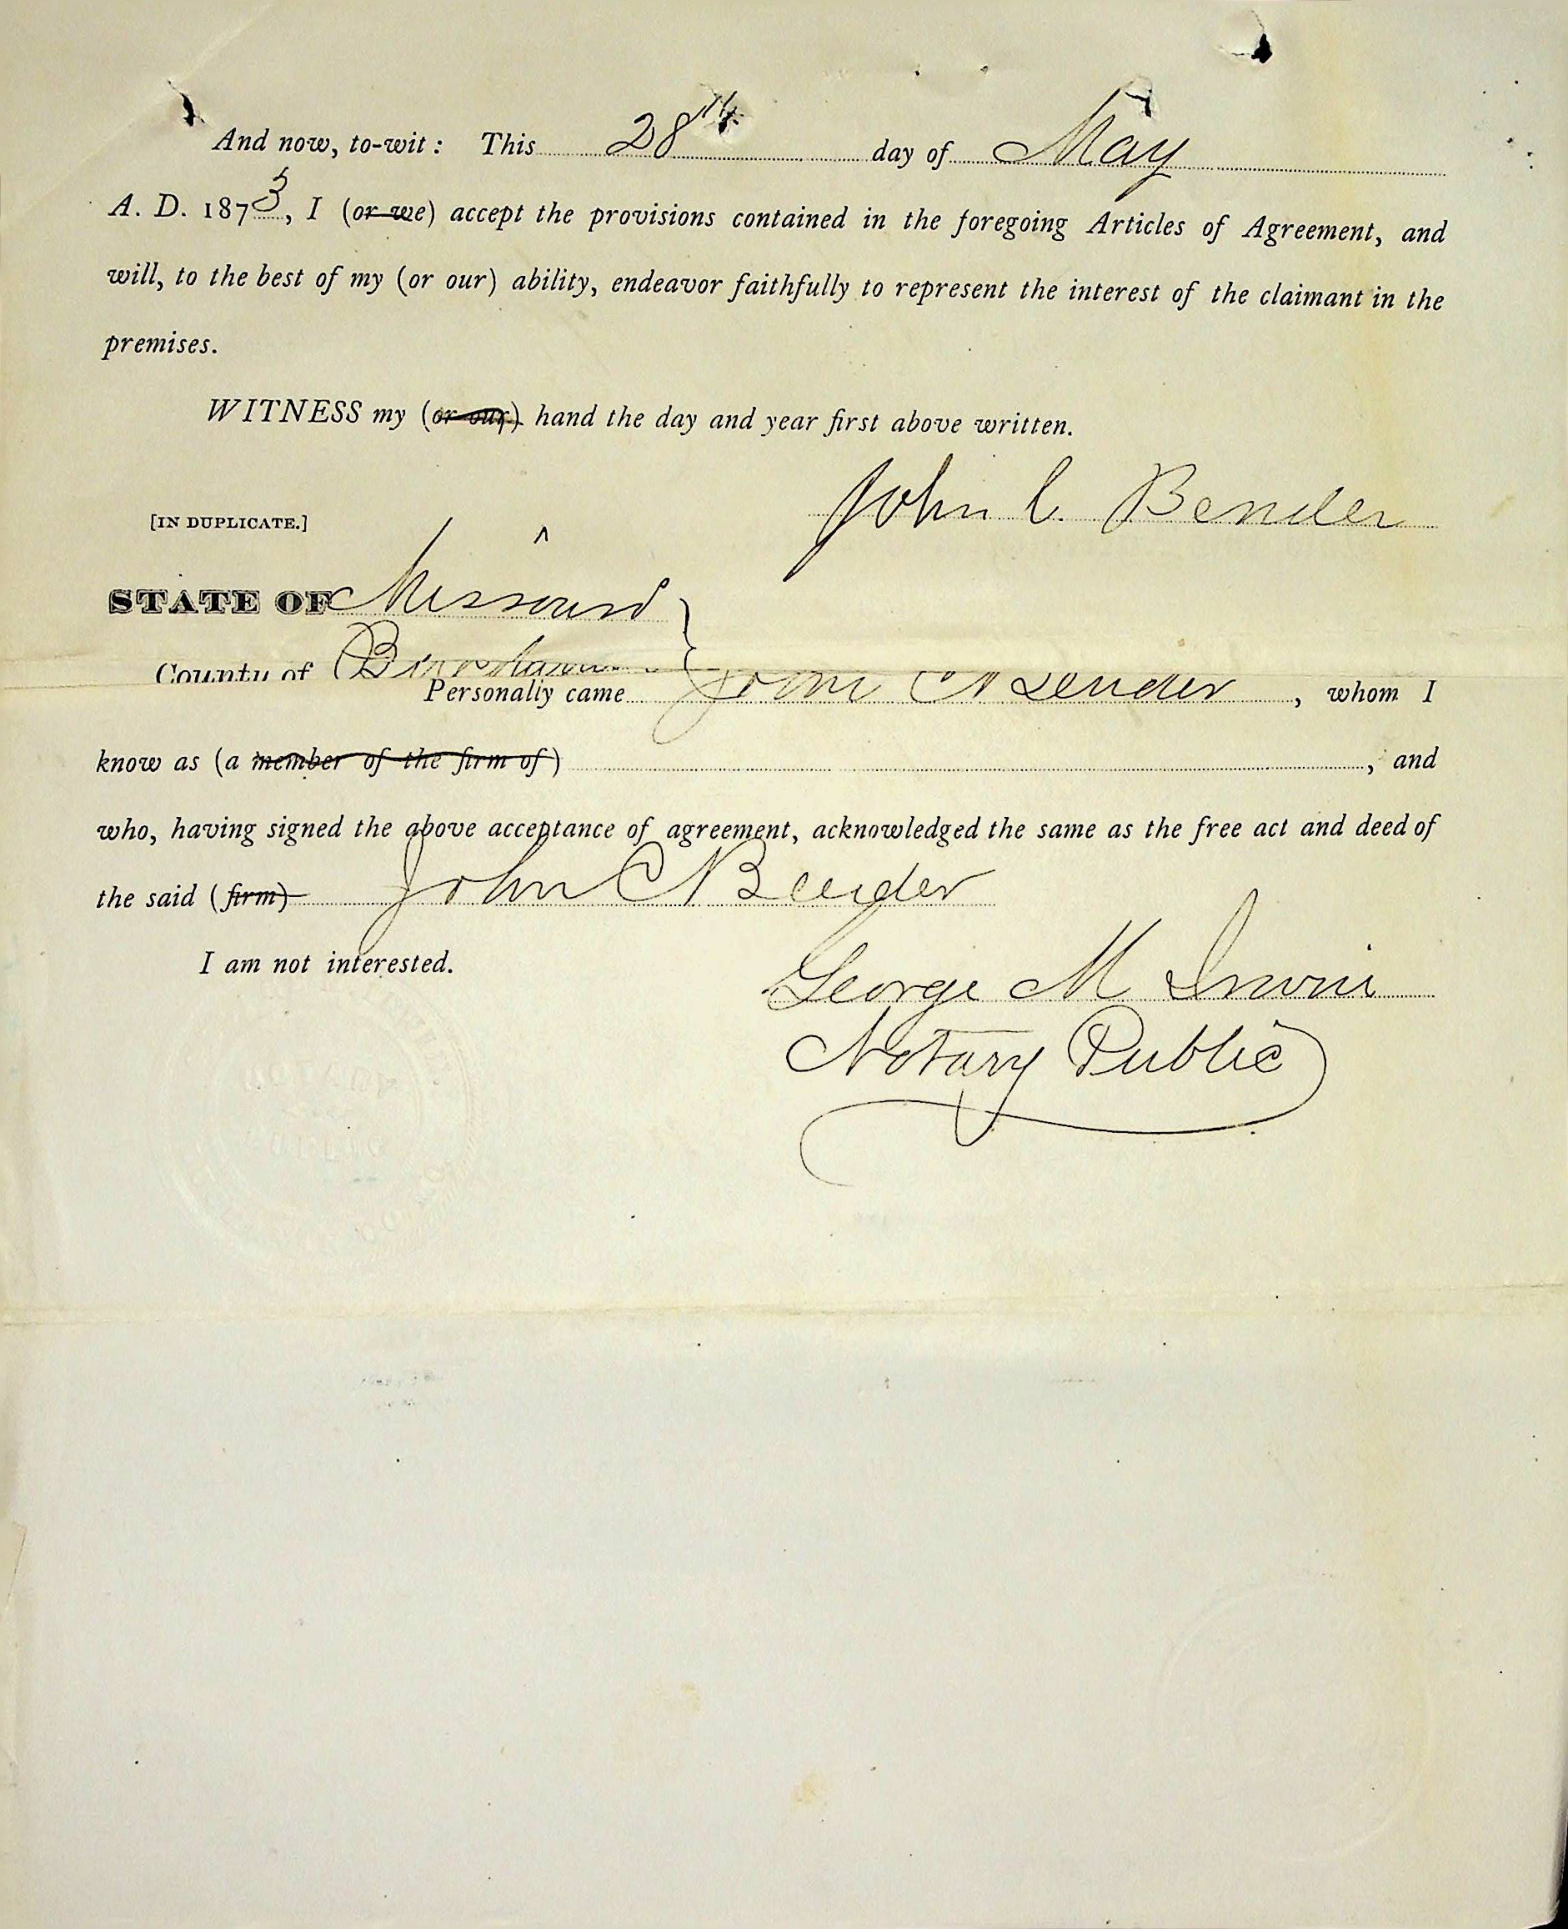 And now, to-wit: This 28th day of May
A. D. 1873, I (or we) accept the provisions contained in the foregoing Articles of Agreement, and
will, to the best of my (or our) ability, endeavor faithfully to represent the interest of the claimant in the
premises.
WITNESS my (or our) hand the day and year first above written.
John C. Bender
[IN DUPLICATE.]
STATE OF Missouri
County of Buchanan
Personally came John C Bender, whom I
know as (a member of the firm of), and
who, having signed the above acceptance of agreement, acknowledged the same as the free act and deed of
the said (firm) John C Bender
I am not interested.
George M Irwin
Notary Public